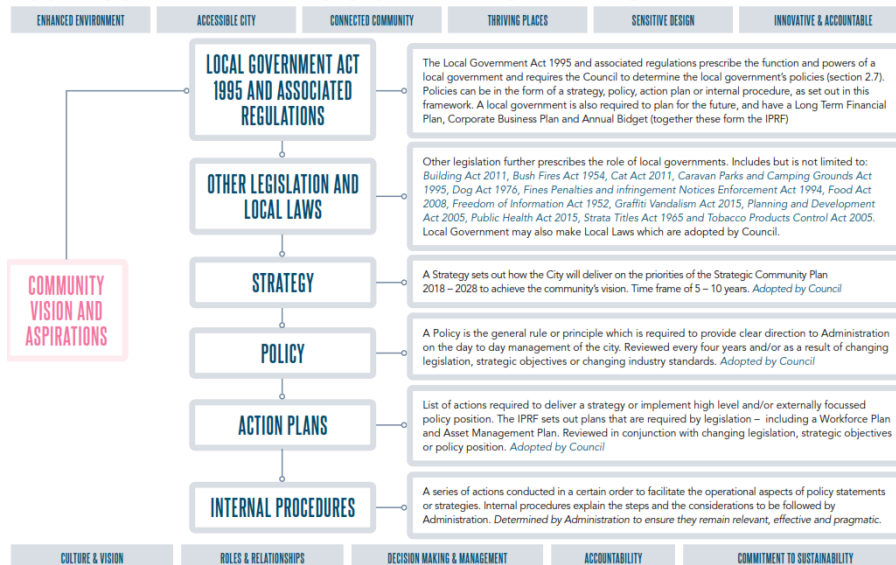 ENHANCED ENVIRONMENT
ACCESSIBLE CITY
CONNECTED COMMUNITY
THRIVING PLACES
SENSITIVE DESIGN
INNOVATIVE & ACCOUNTABLE
COMMUNITY
VISION AND
ASPIRATIONS
LOCAL GOVERNMENT ACT
1995 AND ASSOCIATED
REGULATIONS
The Local Government Act 1995 and associated regulations prescribe the function and powers of a
local government and requires the Council to determine the local government's policies (section 2.7).
Policies can be in the form of a strategy, policy, action plan or internal procedure, as set out in this
framework. A local government is also required to plan for the future, and have a Long Term Financial
Plan, Corporate Business Plan and Annual Budget (together these form the IPRF)
OTHER LEGISLATION AND
LOCAL LAWS
Other legislation further prescribes the role of local governments. Includes but is not limited to:
Building Act 2011, Bush Fires Act 1954, Cat Act 2011, Caravan Parks and Camping Grounds Act
1995, Dog Act 1976, Fines Penalties and infringement Notices Enforcement Act 1994, Food Act
2008, Freedom of Information Act 1952, Graffiti Vandalism Act 2015, Planning and Development
Act 2005, Public Health Act 2015, Strata Titles Act 1965 and Tobacco Products Control Act 2005.
Local Government may also make Local Laws which are adopted by Council.
STRATEGY
A Strategy sets out how the City will deliver on the priorities of the Strategic Community Plan
2018 – 2028 to achieve the community's vision. Time frame of 5 – 10 years. Adopted by Council
POLICY
A Policy is the general rule or principle which is required to provide clear direction to Administration
on the day to day management of the city. Reviewed every four years and/or as a result of changing
legislation, strategic objectives or changing industry standards. Adopted by Council
ACTION PLANS
List of actions required to deliver a strategy or implement high level and/or externally focussed
policy position. The IPRF sets out plans that are required by legislation – including a Workforce Plan
and Asset Management Plan. Reviewed in conjunction with changing legislation, strategic objectives
or policy position. Adopted by Council
INTERNAL PROCEDURES
A series of actions conducted in a certain order to facilitate the operational aspects of policy statements
or strategies. Internal procedures explain the steps and the considerations to be followed by
Administration. Determined by Administration to ensure they remain relevant, effective and pragmatic.
CULTURE & VISION
ROLES & RELATIONSHIPS
DECISION MAKING & MANAGEMENT
ACCOUNTABILITY
COMMITMENT TO SUSTAINABILITY